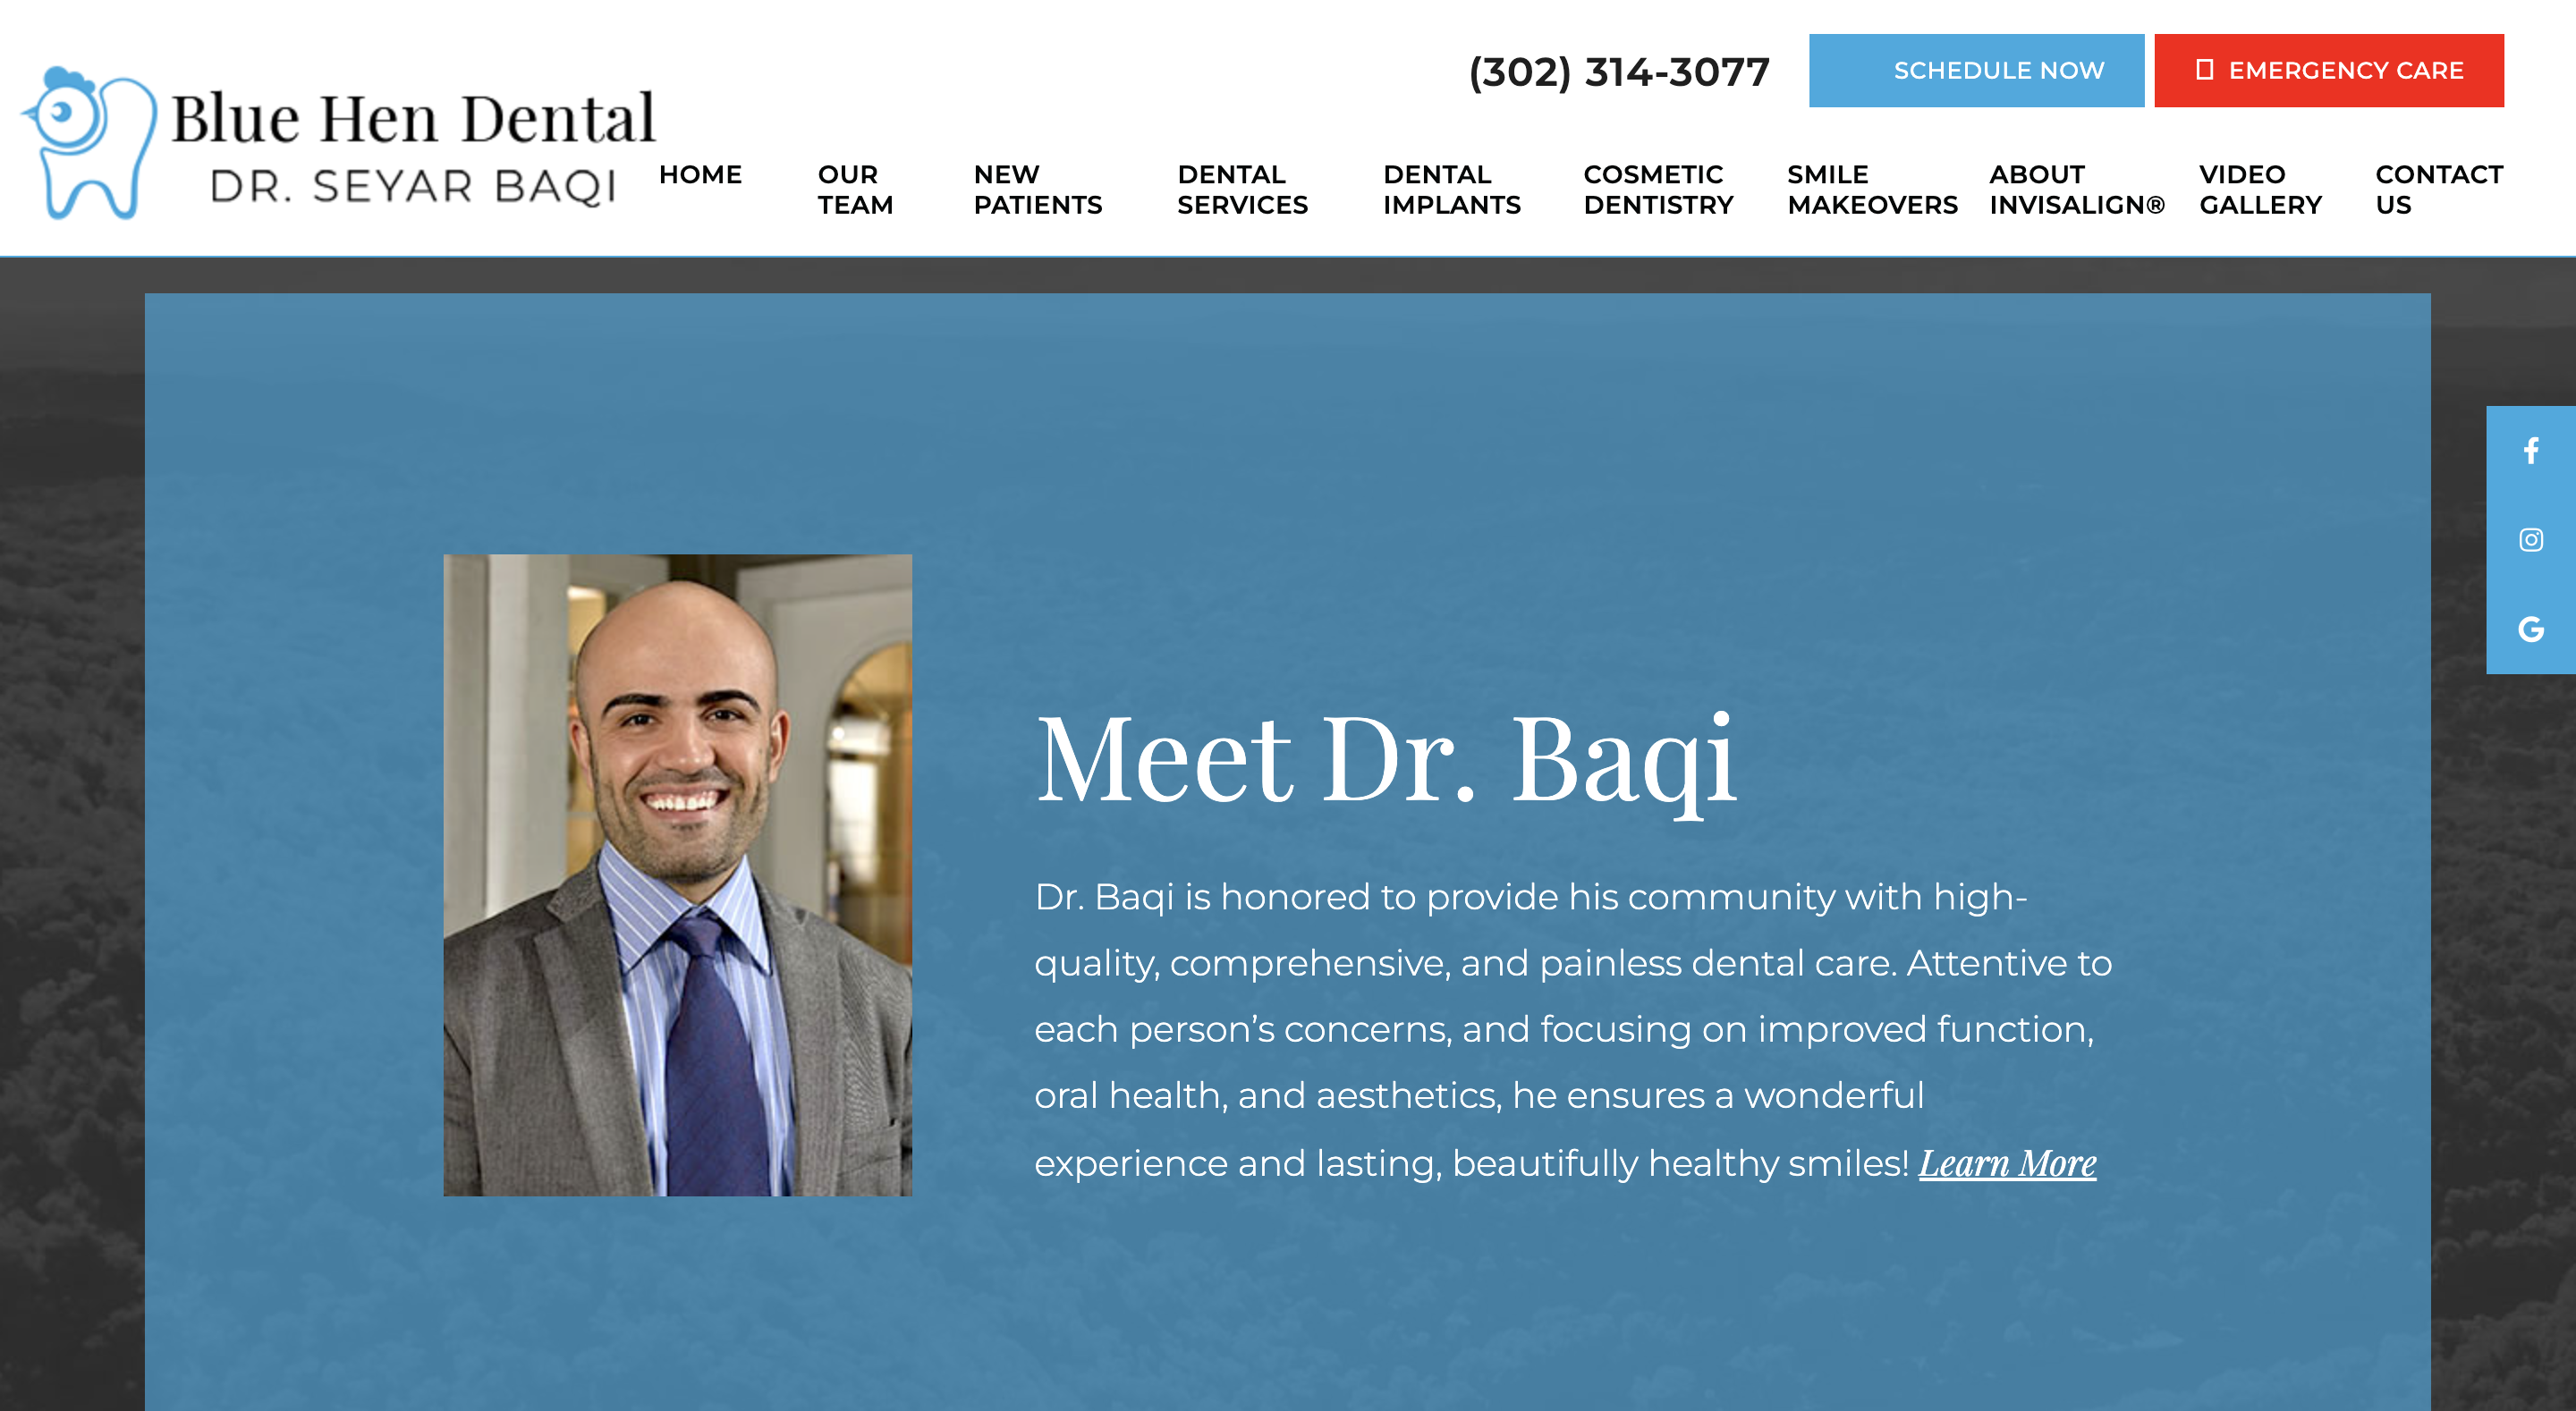 (302) 314-3077
SCHEDULE NOW
EMERGENCY CARE
Blue Hen Dental
DR. SEYAR BAQI
HOME
OUR
TEAM
NEW
PATIENTS
DENTAL
SERVICES
DENTAL
IMPLANTS
COSMETIC
DENTISTRY
SMILE
MAKEOVERS
ABOUT
INVISALIGN®
VIDEO
GALLERY
CONTACT
US
Meet Dr. Baqi
Dr. Baqi is honored to provide his community with high-
quality, comprehensive, and painless dental care. Attentive to
each person’s concerns, and focusing on improved function,
oral health, and aesthetics, he ensures a wonderful
experience and lasting, beautifully healthy smiles! Learn More